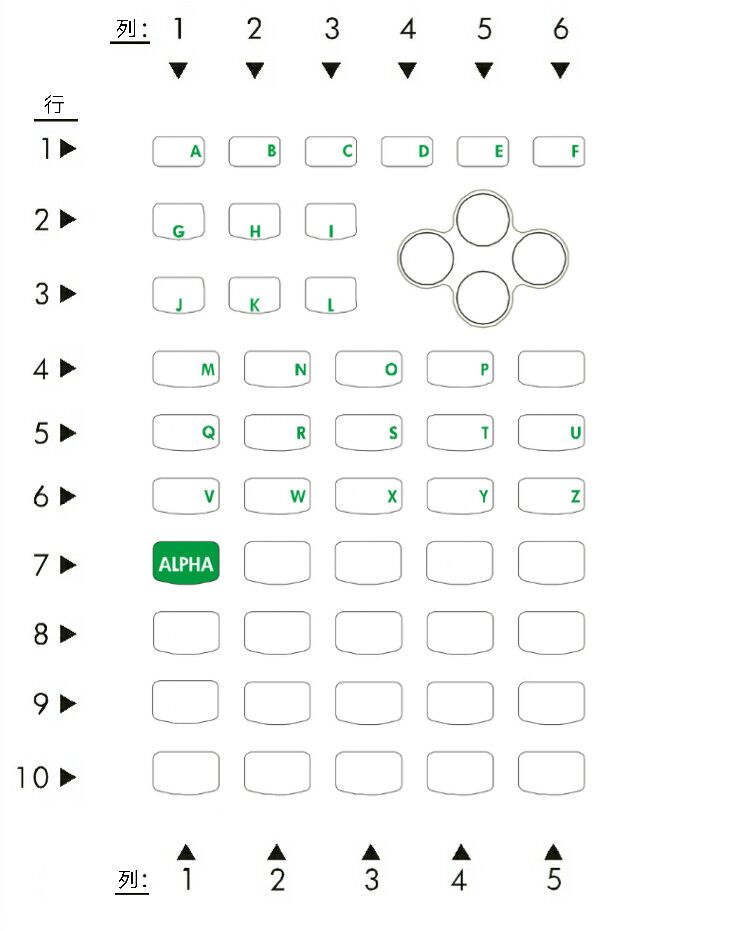 列: 1 2 3 4 5 6
▼ ▼ ▼ ▼ ▼ ▼
行
1▶ A B C D E F
2▶ G H I
3▶ J K L
4▶ M N O P
5▶ Q R S T U
6▶ V W X Y Z
7▶ ALPHA
8▶
9▶
10▶
▲ ▲ ▲ ▲ ▲
列: 1 2 3 4 5